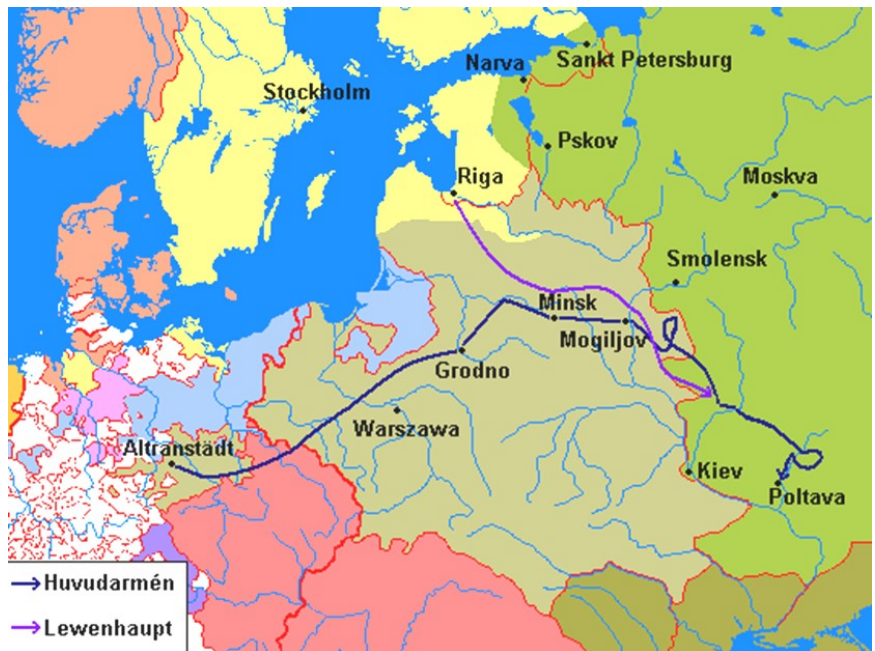 Sankt Petersburg
Narva
Stockholm
Pskov
Riga
Moskva
Smolensk
Minsk
Mogiljov
Grodno
Warszawa
Altranstädt
Kiev
Poltava
Huvudarmén
Lewenhaupt